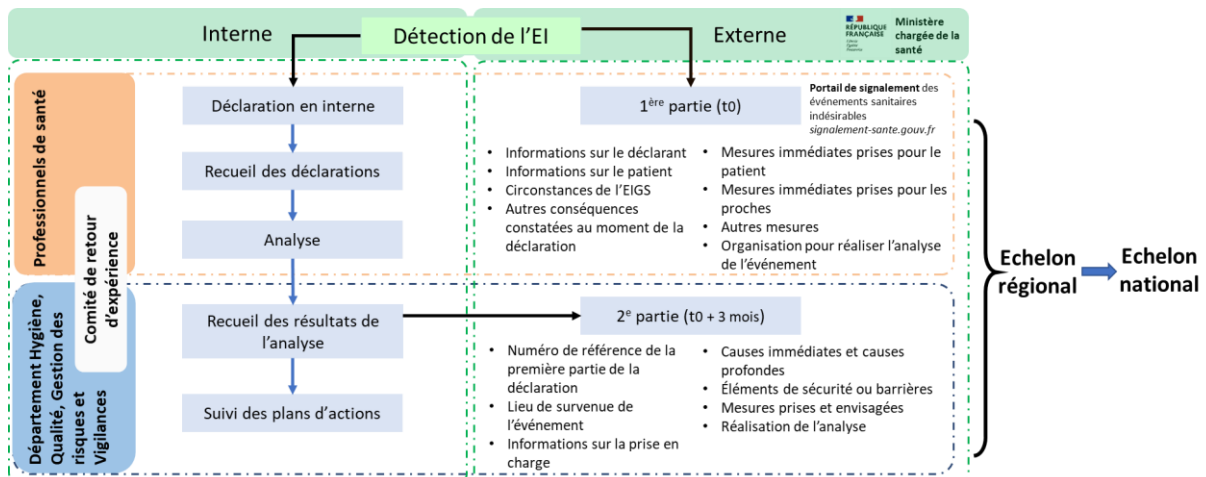 Interne
Détection de l'EI
Externe
RÉPUBLIQUE
FRANÇAISE
Liberté
Égalité
Fraternité
Ministère
chargée de la
santé
Professionnels de santé
Comité de retour
d'expérience
Département Hygiène,
Qualité, Gestion des
risques et
Vigilances
Déclaration en interne
Recueil des déclarations
Analyse
Recueil des résultats de
l'analyse
Suivi des plans d'actions
1ère partie (t0)
Portail de signalement des
événements sanitaires
indésirables
signalement-sante.gouv.fr
• Informations sur le déclarant
• Informations sur le patient
• Circonstances de l'EIGS
• Autres conséquences
constatées au moment de la
déclaration
• Mesures immédiates prises pour le
patient
• Mesures immédiates prises pour les
proches
• Autres mesures
• Organisation pour réaliser l'analyse
de l'événement
2e partie (t0 + 3 mois)
• Numéro de référence de la
première partie de la
déclaration
• Lieu de survenue de
l'événement
• Informations sur la prise en
charge
• Causes immédiates et causes
profondes
• Éléments de sécurité ou barrières
• Mesures prises et envisagées
• Réalisation de l'analyse
Echelon
régional
Echelon
national